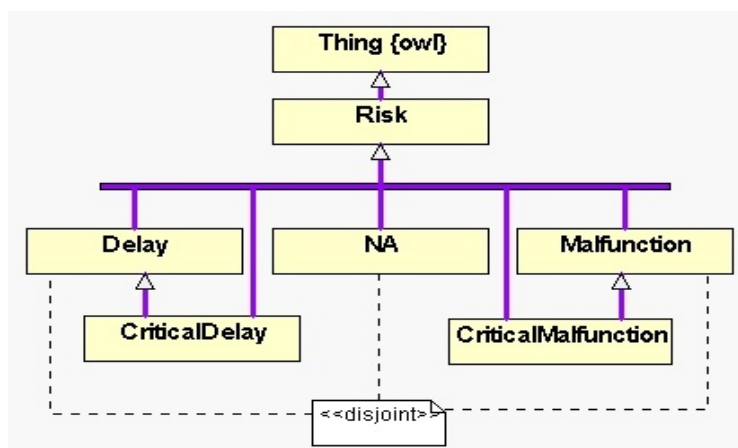 Thing {owl}
Risk
Delay
NA
Malfunction
CriticalDelay
CriticalMalfunction
<<disjoint>>